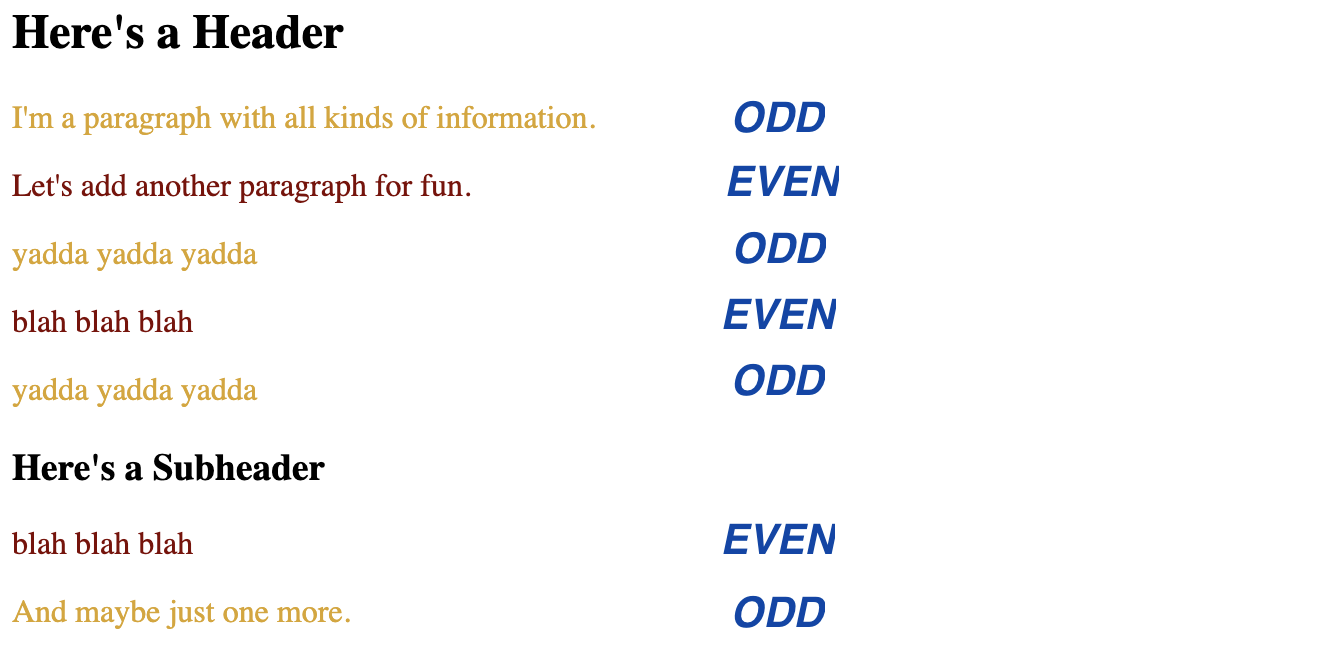 Here's a Header
I'm a paragraph with all kinds of information. ODD
Let's add another paragraph for fun. EVEN
yadda yadda yadda ODD
blah blah blah EVEN
yadda yadda yadda ODD
Here's a Subheader
blah blah blah EVEN
And maybe just one more. ODD